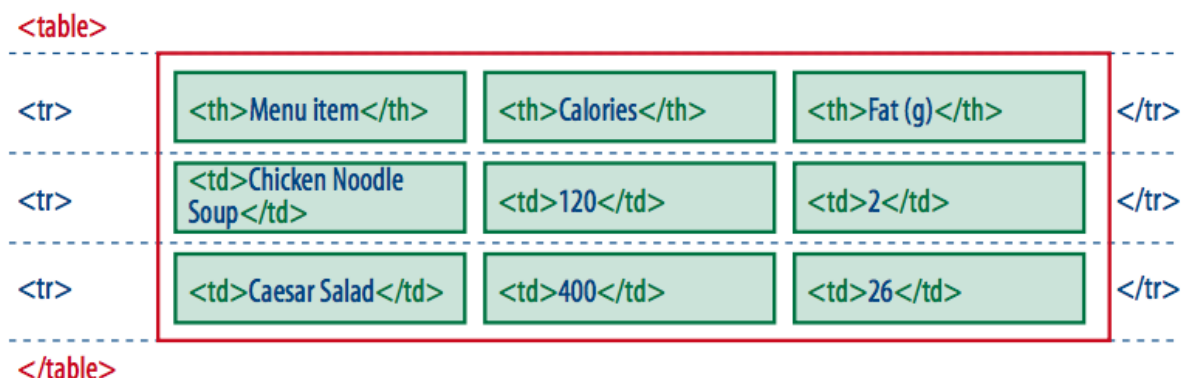 <table>
<tr> <th>Menu item</th> <th>Calories</th> <th>Fat (g)</th> </tr>
<tr> <td>Chicken Noodle
Soup</td> <td>120</td> <td>2</td> </tr>
<tr> <td>Caesar Salad</td> <td>400</td> <td>26</td> </tr>
</table>